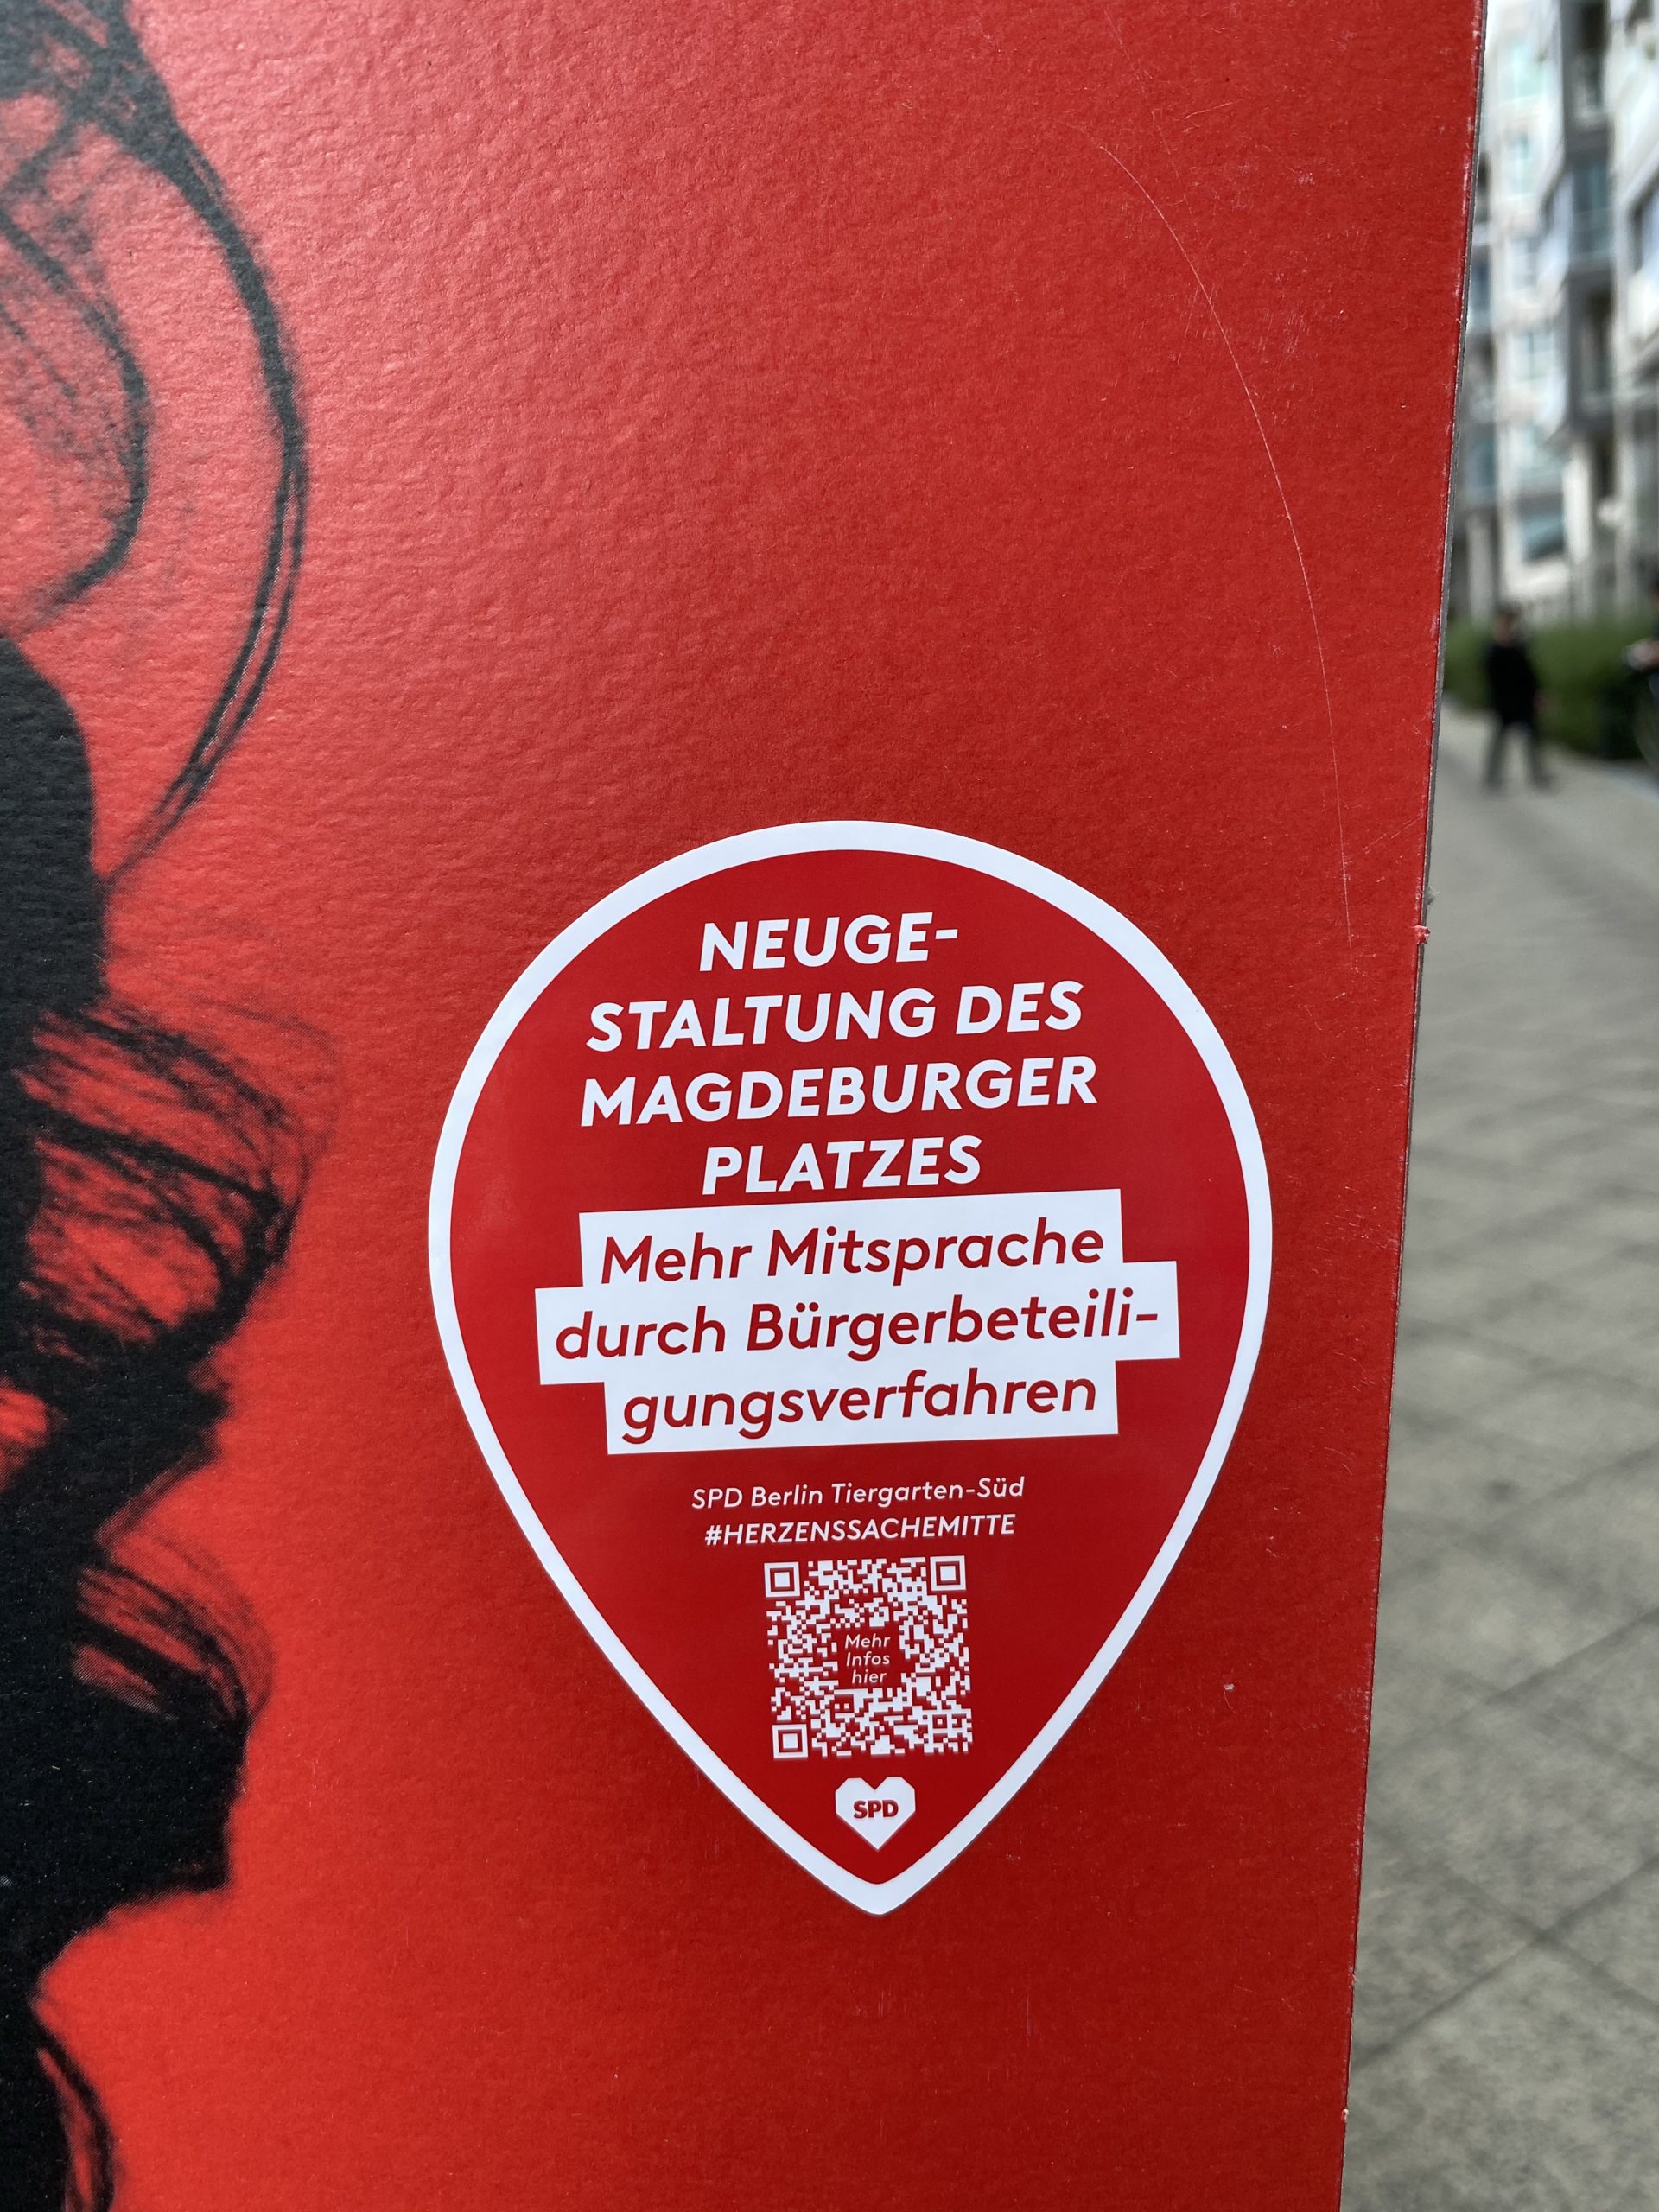 NEUGE-
STALTUNG DES
MAGDEBURGER
PLATZES
Mehr Mitsprache
durch Bürgerbeteili-
gungsverfahren
SPD Berlin Tiergarten-Süd
#HERZENSSACHEMITTE
Mehr
Infos
hier
SPD